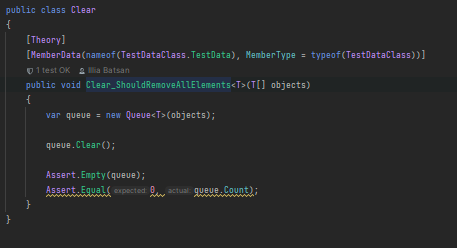 public class Clear
{
[Theory]
[MemberData(nameof(TestDataClass.TestData), MemberType = typeof(TestDataClass))]
1 test OK Illia Batsan
public void Clear_ShouldRemoveAllElements<T>(T[] objects)
{
var queue = new Queue<T>(objects);
queue.Clear();
Assert.Empty(queue);
Assert.Equal( expected: 0, actual: queue.Count);
}
}